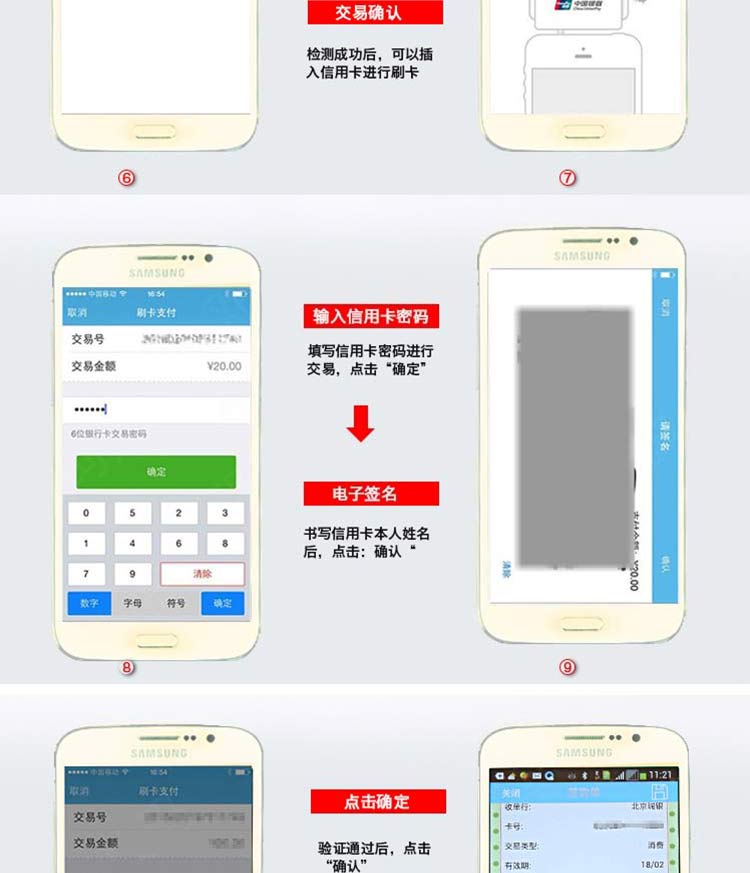 交易确认
中国银联
China UnionPay
检测成功后，可以插
入信用卡进行刷卡
⑥
⑦
SAMSUNG
中国移动
16:54
取消
刷卡支付
交易号
交易金额
¥20.00
••••••
6位银行卡交易密码
确定
0
5
2
3
1
4
6
8
7
9
清除
数字
字母
符号
确定
⑧
输入信用卡密码
填写信用卡密码进行
交易，点击“确定”
电子签名
书写信用卡本人姓名
后，点击：确认“
SAMSUNG
取消
请签名
确认
¥20.00
清除
⑨
SAMSUNG
中国移动
16:54
取消
刷卡支付
交易号
交易金额
点击确定
验证通过后，点击
“确认”
SAMSUNG
11:21
关闭
收单行:
北京银联
卡号:
交易类型:
消费
有效期:
18/02